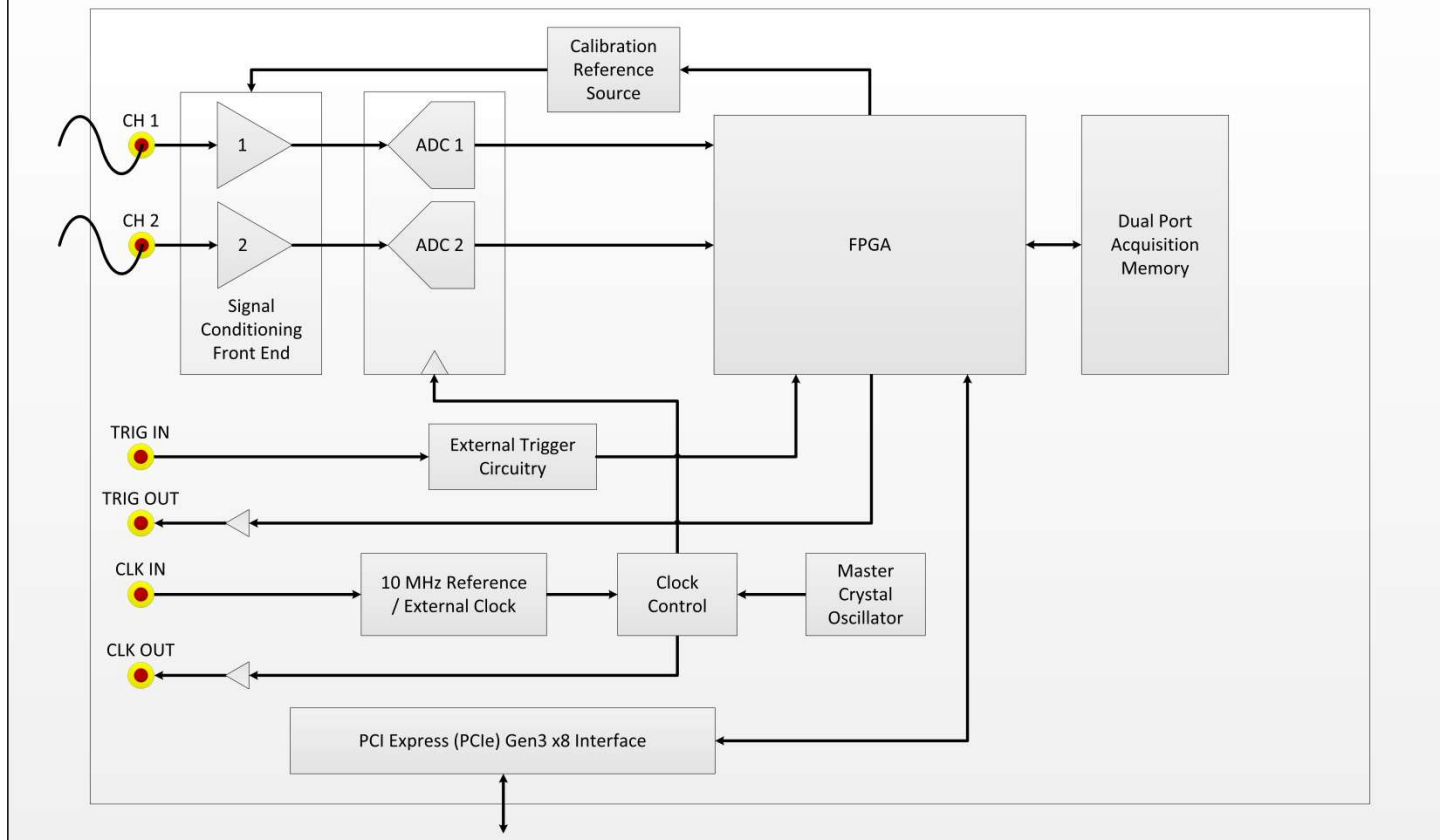 Calibration
Reference
Source
CH 1
1
ADC 1
CH 2
2
ADC 2
Signal
Conditioning
Front End
FPGA
Dual Port
Acquisition
Memory
TRIG IN
External Trigger
Circuitry
TRIG OUT
CLK IN
10 MHz Reference
/ External Clock
Clock
Control
Master
Crystal
Oscillator
CLK OUT
PCI Express (PCIe) Gen3 x8 Interface